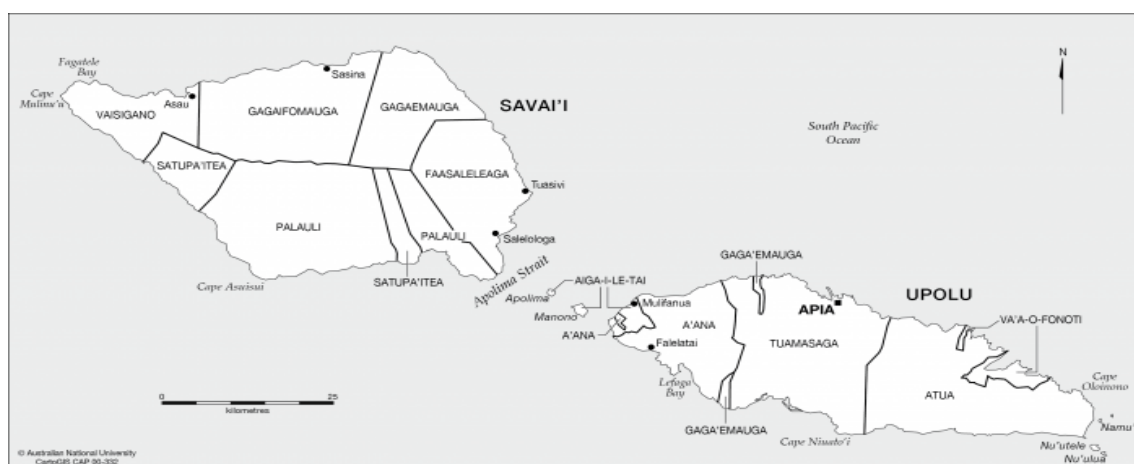 Fagatele
Bay
Cape
Mulinu'u
VAISIGANO
Asau
Sasina
GAGAIFOMAUGA
GAGAEMAUGA
SAVAI'I
N
South Pacific
Ocean
SATUPA'ITEA
FAASALELEAGA
Tuasivi
PALAULI
PALAULI
Salelologa
SATUPA'ITEA
Cape Asuisui
Apolima Strait
AIGA-I-LE-TAI
Apolima
Manono
Mulifanua
A'ANA
A'ANA
Falelatai
Lefaga
Bay
GAGA'EMAUGA
APIA
UPOLU
TUAMASAGA
VA'A-O-FONOTI
ATUA
Cape
Oloinono
Namu'
GAGA'EMAUGA
Cape Niuato'i
Nu'utele
Nu'ulua
0
25
kilometres
© Australian National University
CartoGIS CAP 00-332